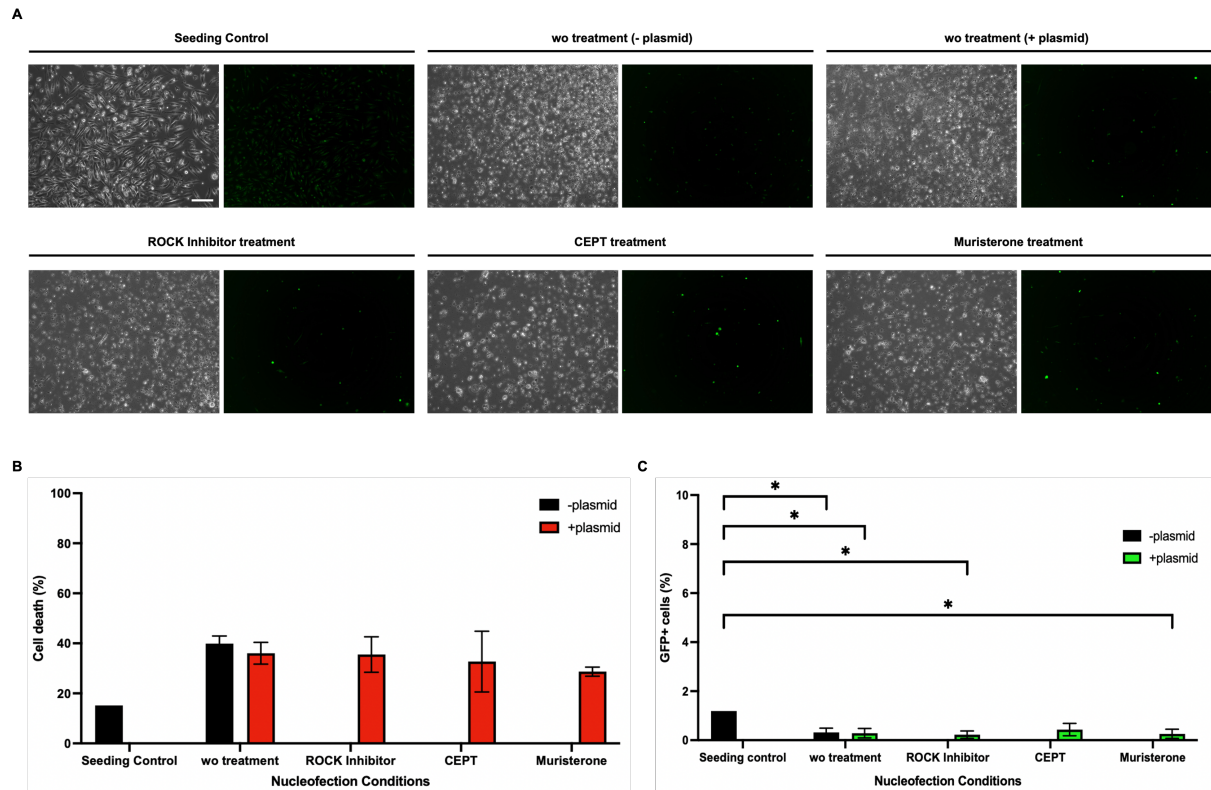 A
Seeding Control
wo treatment (- plasmid)
wo treatment (+ plasmid)
ROCK Inhibitor treatment
CEPT treatment
Muristerone treatment
B
Cell death (%)
100
80
60
40
20
0
-plasmid
+plasmid
Seeding Control
wo treatment
ROCK Inhibitor
CEPT
Muristerone
Nucleofection Conditions
C
GFP+ cells (%)
10
8
6
4
2
0
*
*
*
*
-plasmid
+plasmid
Seeding control
wo treatment
ROCK Inhibitor
CEPT
Muristerone
Nucleofection Conditions